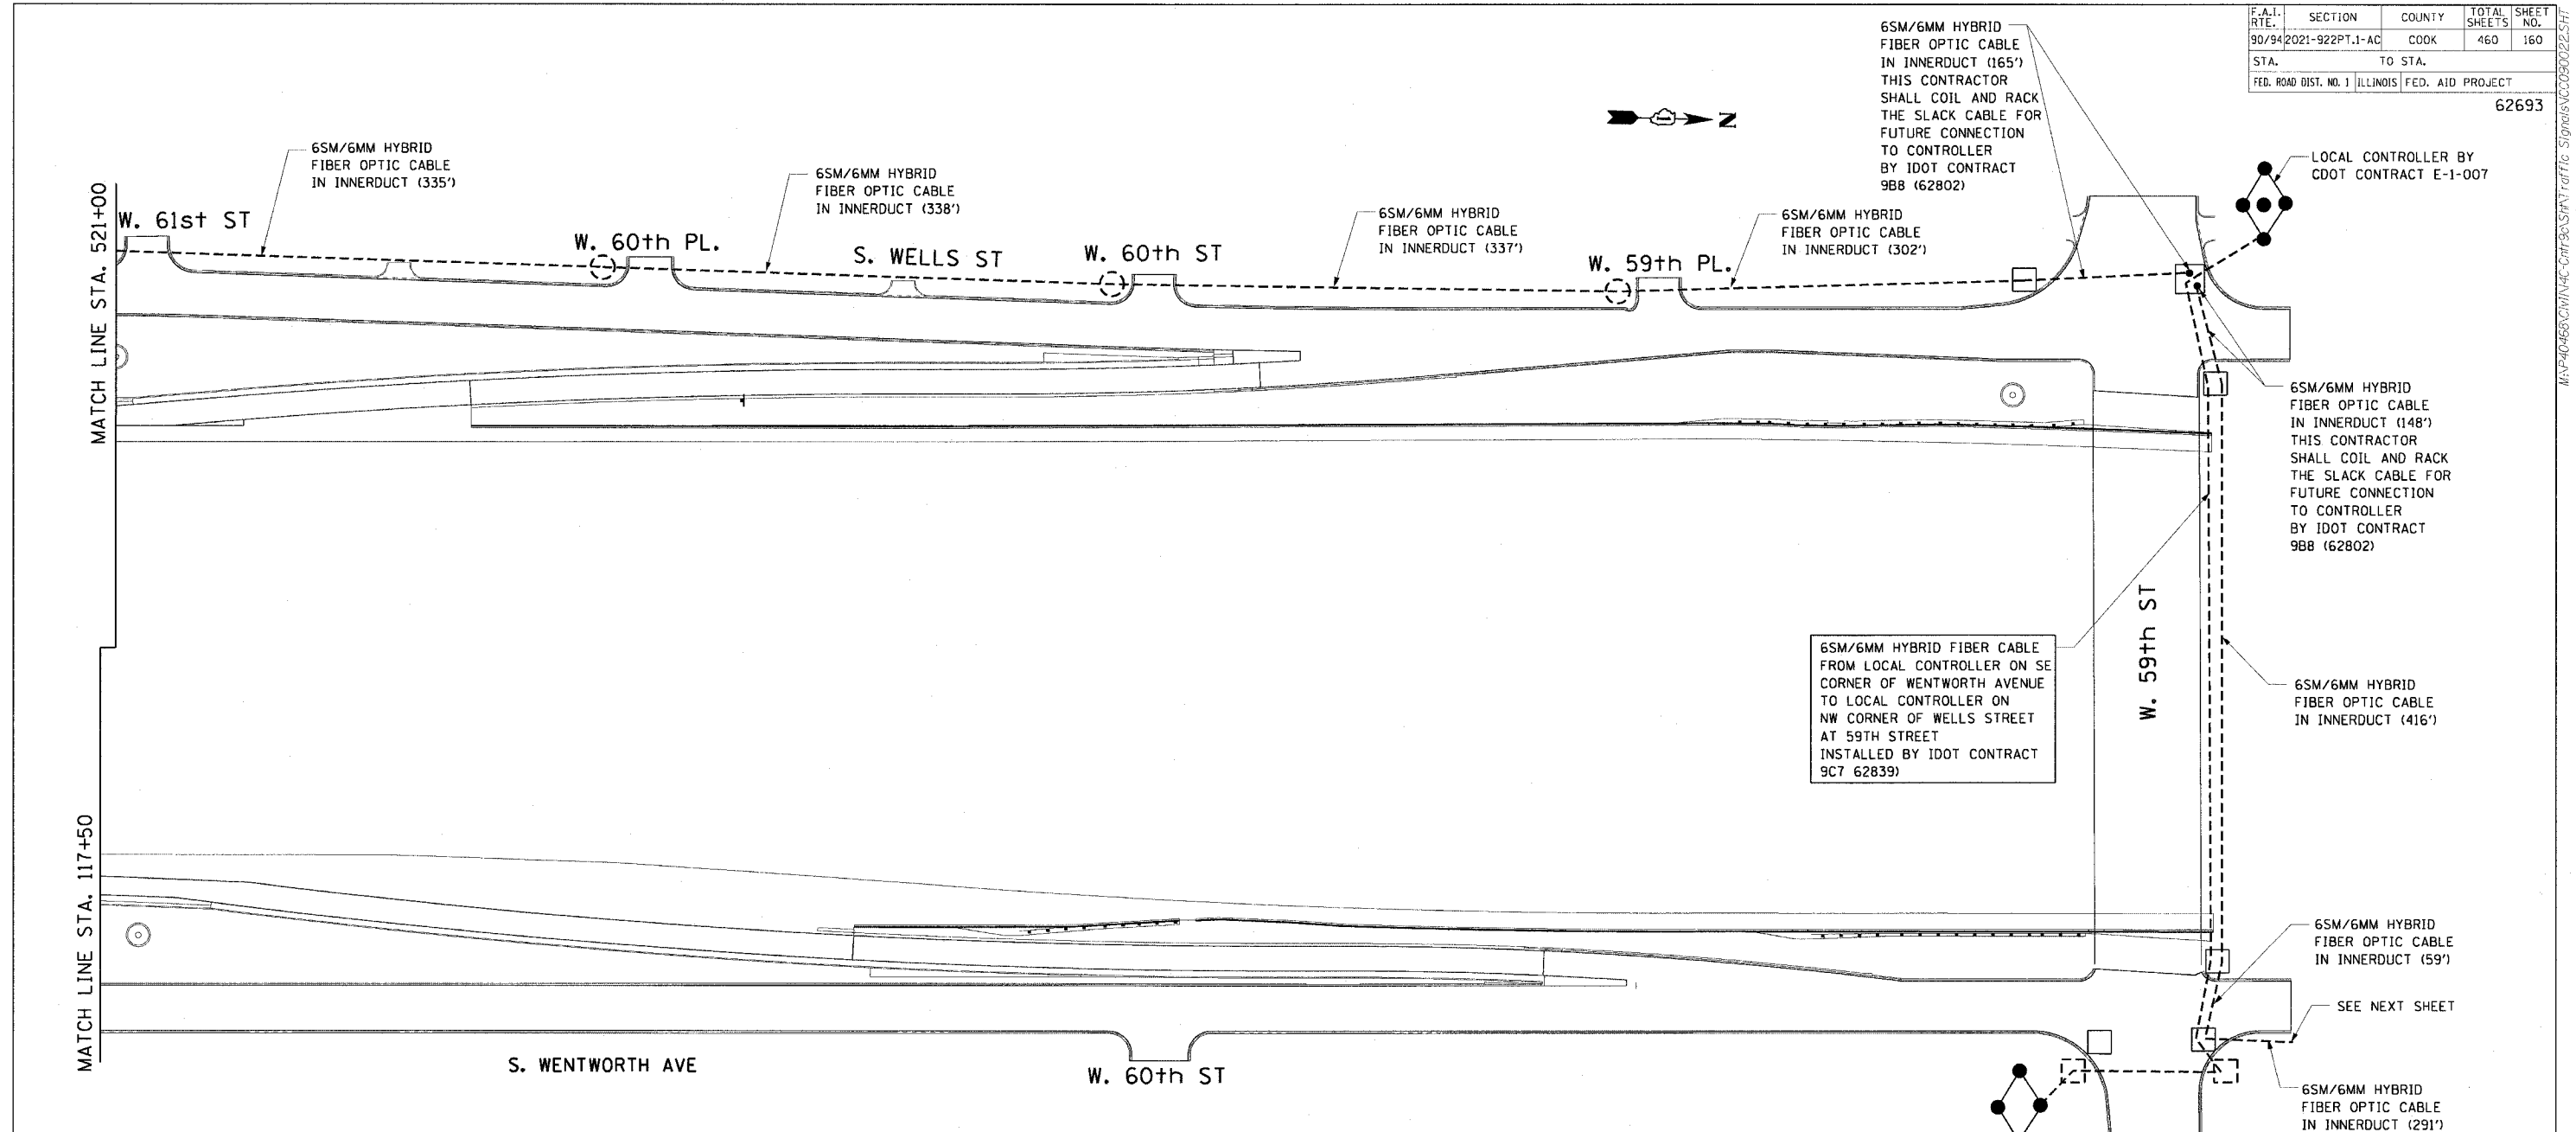 F.A.I. RTE. SECTION COUNTY TOTAL SHEETS SHEET NO.
90/94 2021-922PT.1-AC COOK 460 160
STA. TO STA.
FED. ROAD DIST. NO. 1 ILLINOIS FED. AID PROJECT
62693
6SM/6MM HYBRID
FIBER OPTIC CABLE
IN INNERDUCT (165')
THIS CONTRACTOR
SHALL COIL AND RACK
THE SLACK CABLE FOR
FUTURE CONNECTION
TO CONTROLLER
BY IDOT CONTRACT
9B8 (62802)
N
LOCAL CONTROLLER BY
CDOT CONTRACT E-1-007
6SM/6MM HYBRID
FIBER OPTIC CABLE
IN INNERDUCT (335')
6SM/6MM HYBRID
FIBER OPTIC CABLE
IN INNERDUCT (338')
6SM/6MM HYBRID
FIBER OPTIC CABLE
IN INNERDUCT (337')
6SM/6MM HYBRID
FIBER OPTIC CABLE
IN INNERDUCT (302')
MATCH LINE STA. 521+00
W. 61st ST
W. 60th PL.
S. WELLS ST
W. 60th ST
W. 59th PL.
6SM/6MM HYBRID
FIBER OPTIC CABLE
IN INNERDUCT (148')
THIS CONTRACTOR
SHALL COIL AND RACK
THE SLACK CABLE FOR
FUTURE CONNECTION
TO CONTROLLER
BY IDOT CONTRACT
9B8 (62802)
6SM/6MM HYBRID FIBER CABLE
FROM LOCAL CONTROLLER ON SE
CORNER OF WENTWORTH AVENUE
TO LOCAL CONTROLLER ON
NW CORNER OF WELLS STREET
AT 59TH STREET
INSTALLED BY IDOT CONTRACT
9C7 62839)
W. 59th ST
6SM/6MM HYBRID
FIBER OPTIC CABLE
IN INNERDUCT (416')
MATCH LINE STA. 117+50
6SM/6MM HYBRID
FIBER OPTIC CABLE
IN INNERDUCT (59')
SEE NEXT SHEET
S. WENTWORTH AVE
W. 60th ST
6SM/6MM HYBRID
FIBER OPTIC CABLE
IN INNERDUCT (291')